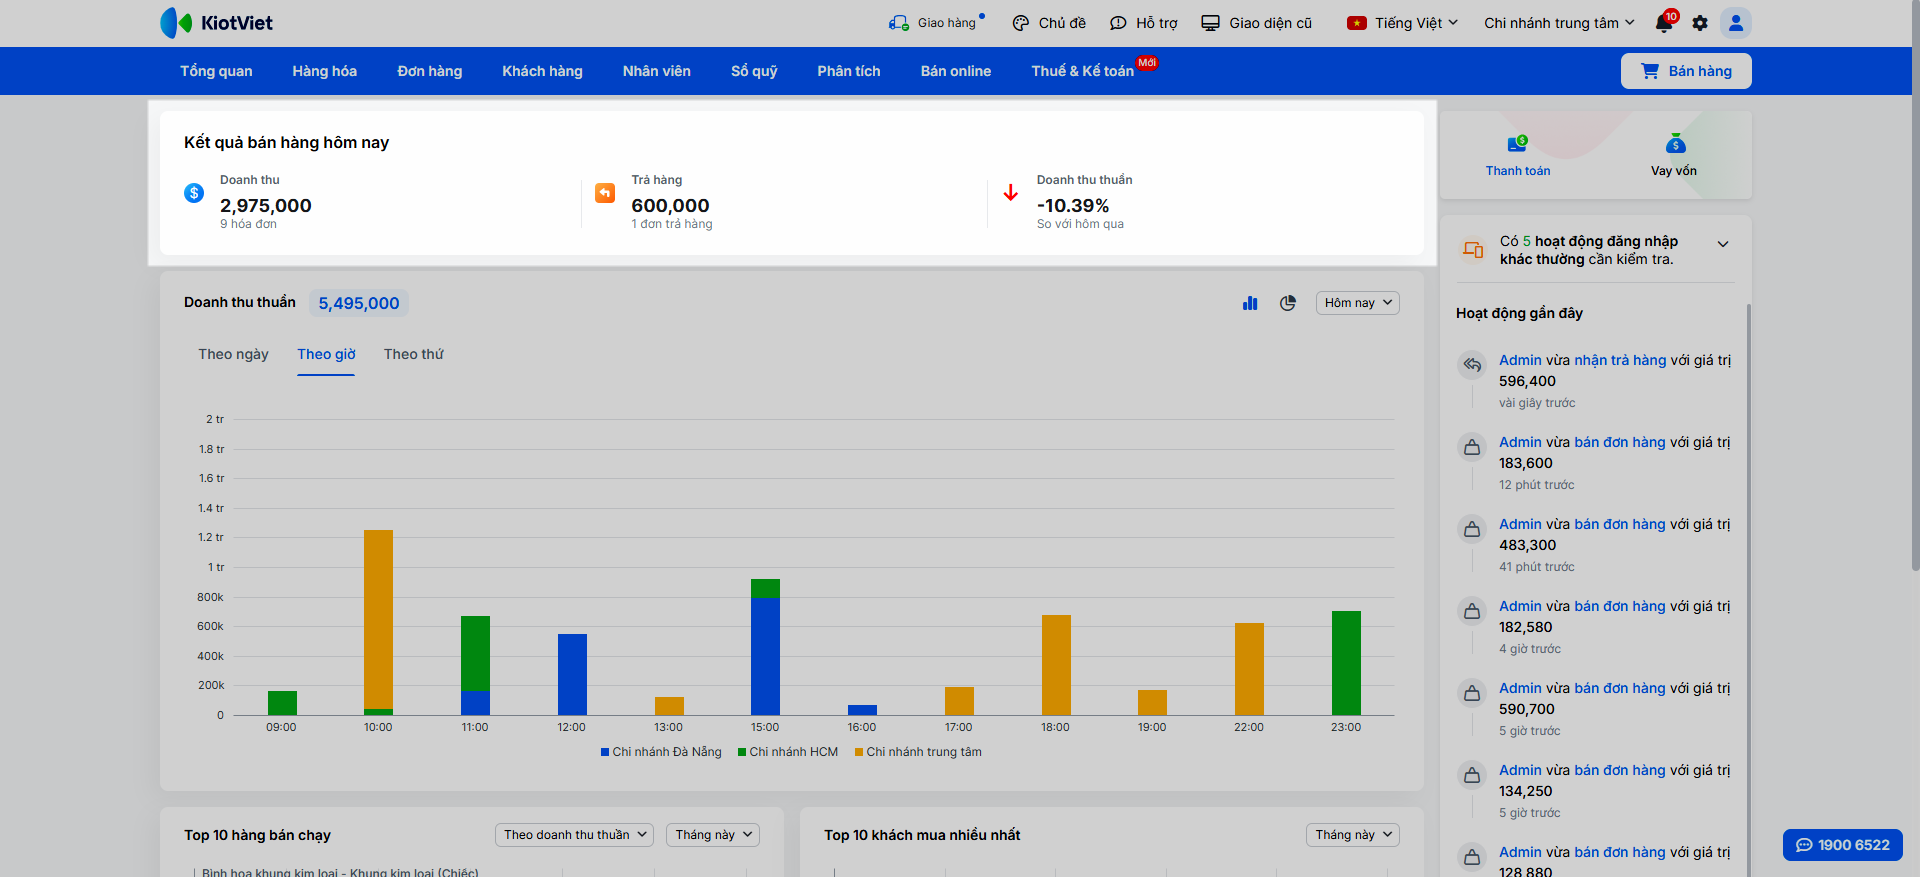 KiotViet
Giao hàng
Chủ đề
Hỗ trợ
Giao diện cũ
Tiếng Việt
Chi nhánh trung tâm
10
Tổng quan
Hàng hóa
Đơn hàng
Khách hàng
Nhân viên
Sổ quỹ
Phân tích
Bán online
Thuế & Kế toán
Mới
Bán hàng
Kết quả bán hàng hôm nay
Doanh thu
2,975,000
9 hóa đơn
Trả hàng
600,000
1 đơn trả hàng
Doanh thu thuần
-10.39%
So với hôm qua
Thanh toán
Vay vốn
Có 5 hoạt động đăng nhập
khác thường cần kiểm tra.
Doanh thu thuần
5,495,000
Hôm nay
Theo ngày
Theo giờ
Theo thứ
2 tr
1.8 tr
1.6 tr
1.4 tr
1.2 tr
1 tr
800k
600k
400k
200k
0
09:00
10:00
11:00
12:00
13:00
15:00
16:00
17:00
18:00
19:00
22:00
23:00
Chi nhánh Đà Nẵng
Chi nhánh HCM
Chi nhánh trung tâm
Hoạt động gần đây
Admin vừa nhận trả hàng với giá trị
596,400
vài giây trước
Admin vừa bán đơn hàng với giá trị
183,600
12 phút trước
Admin vừa bán đơn hàng với giá trị
483,300
41 phút trước
Admin vừa bán đơn hàng với giá trị
182,580
4 giờ trước
Admin vừa bán đơn hàng với giá trị
590,700
5 giờ trước
Admin vừa bán đơn hàng với giá trị
134,250
5 giờ trước
Admin vừa bán đơn hàng với giá trị
128,880
Top 10 hàng bán chạy
Theo doanh thu thuần
Tháng này
Bình hoa khung kim loại - Khung kim loại (Chiếc)
Top 10 khách mua nhiều nhất
Tháng này
1900 6522